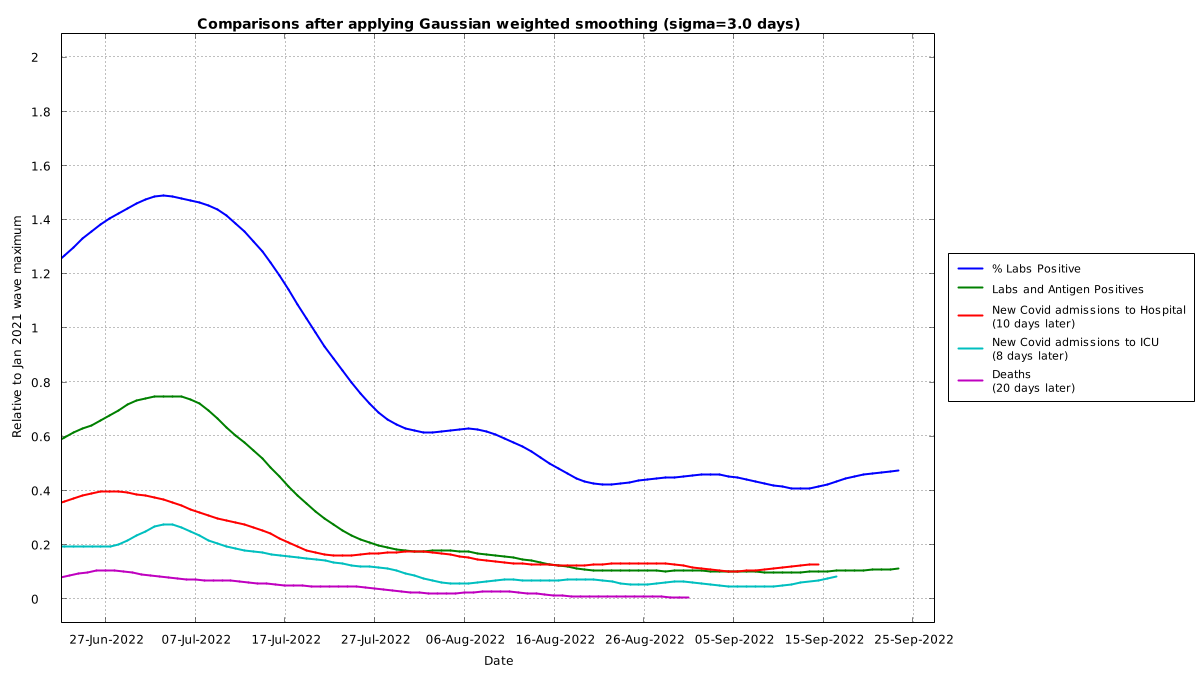 Comparisons after applying Gaussian weighted smoothing (sigma=3.0 days)
Relative to Jan 2021 wave maximum
2
1.8
1.6
1.4
1.2
1
0.8
0.6
0.4
0.2
0
27-Jun-2022 07-Jul-2022 17-Jul-2022 27-Jul-2022 06-Aug-2022 16-Aug-2022 26-Aug-2022 05-Sep-2022 15-Sep-2022 25-Sep-2022
Date
% Labs Positive
Labs and Antigen Positives
New Covid admissions to Hospital
(10 days later)
New Covid admissions to ICU
(8 days later)
Deaths
(20 days later)